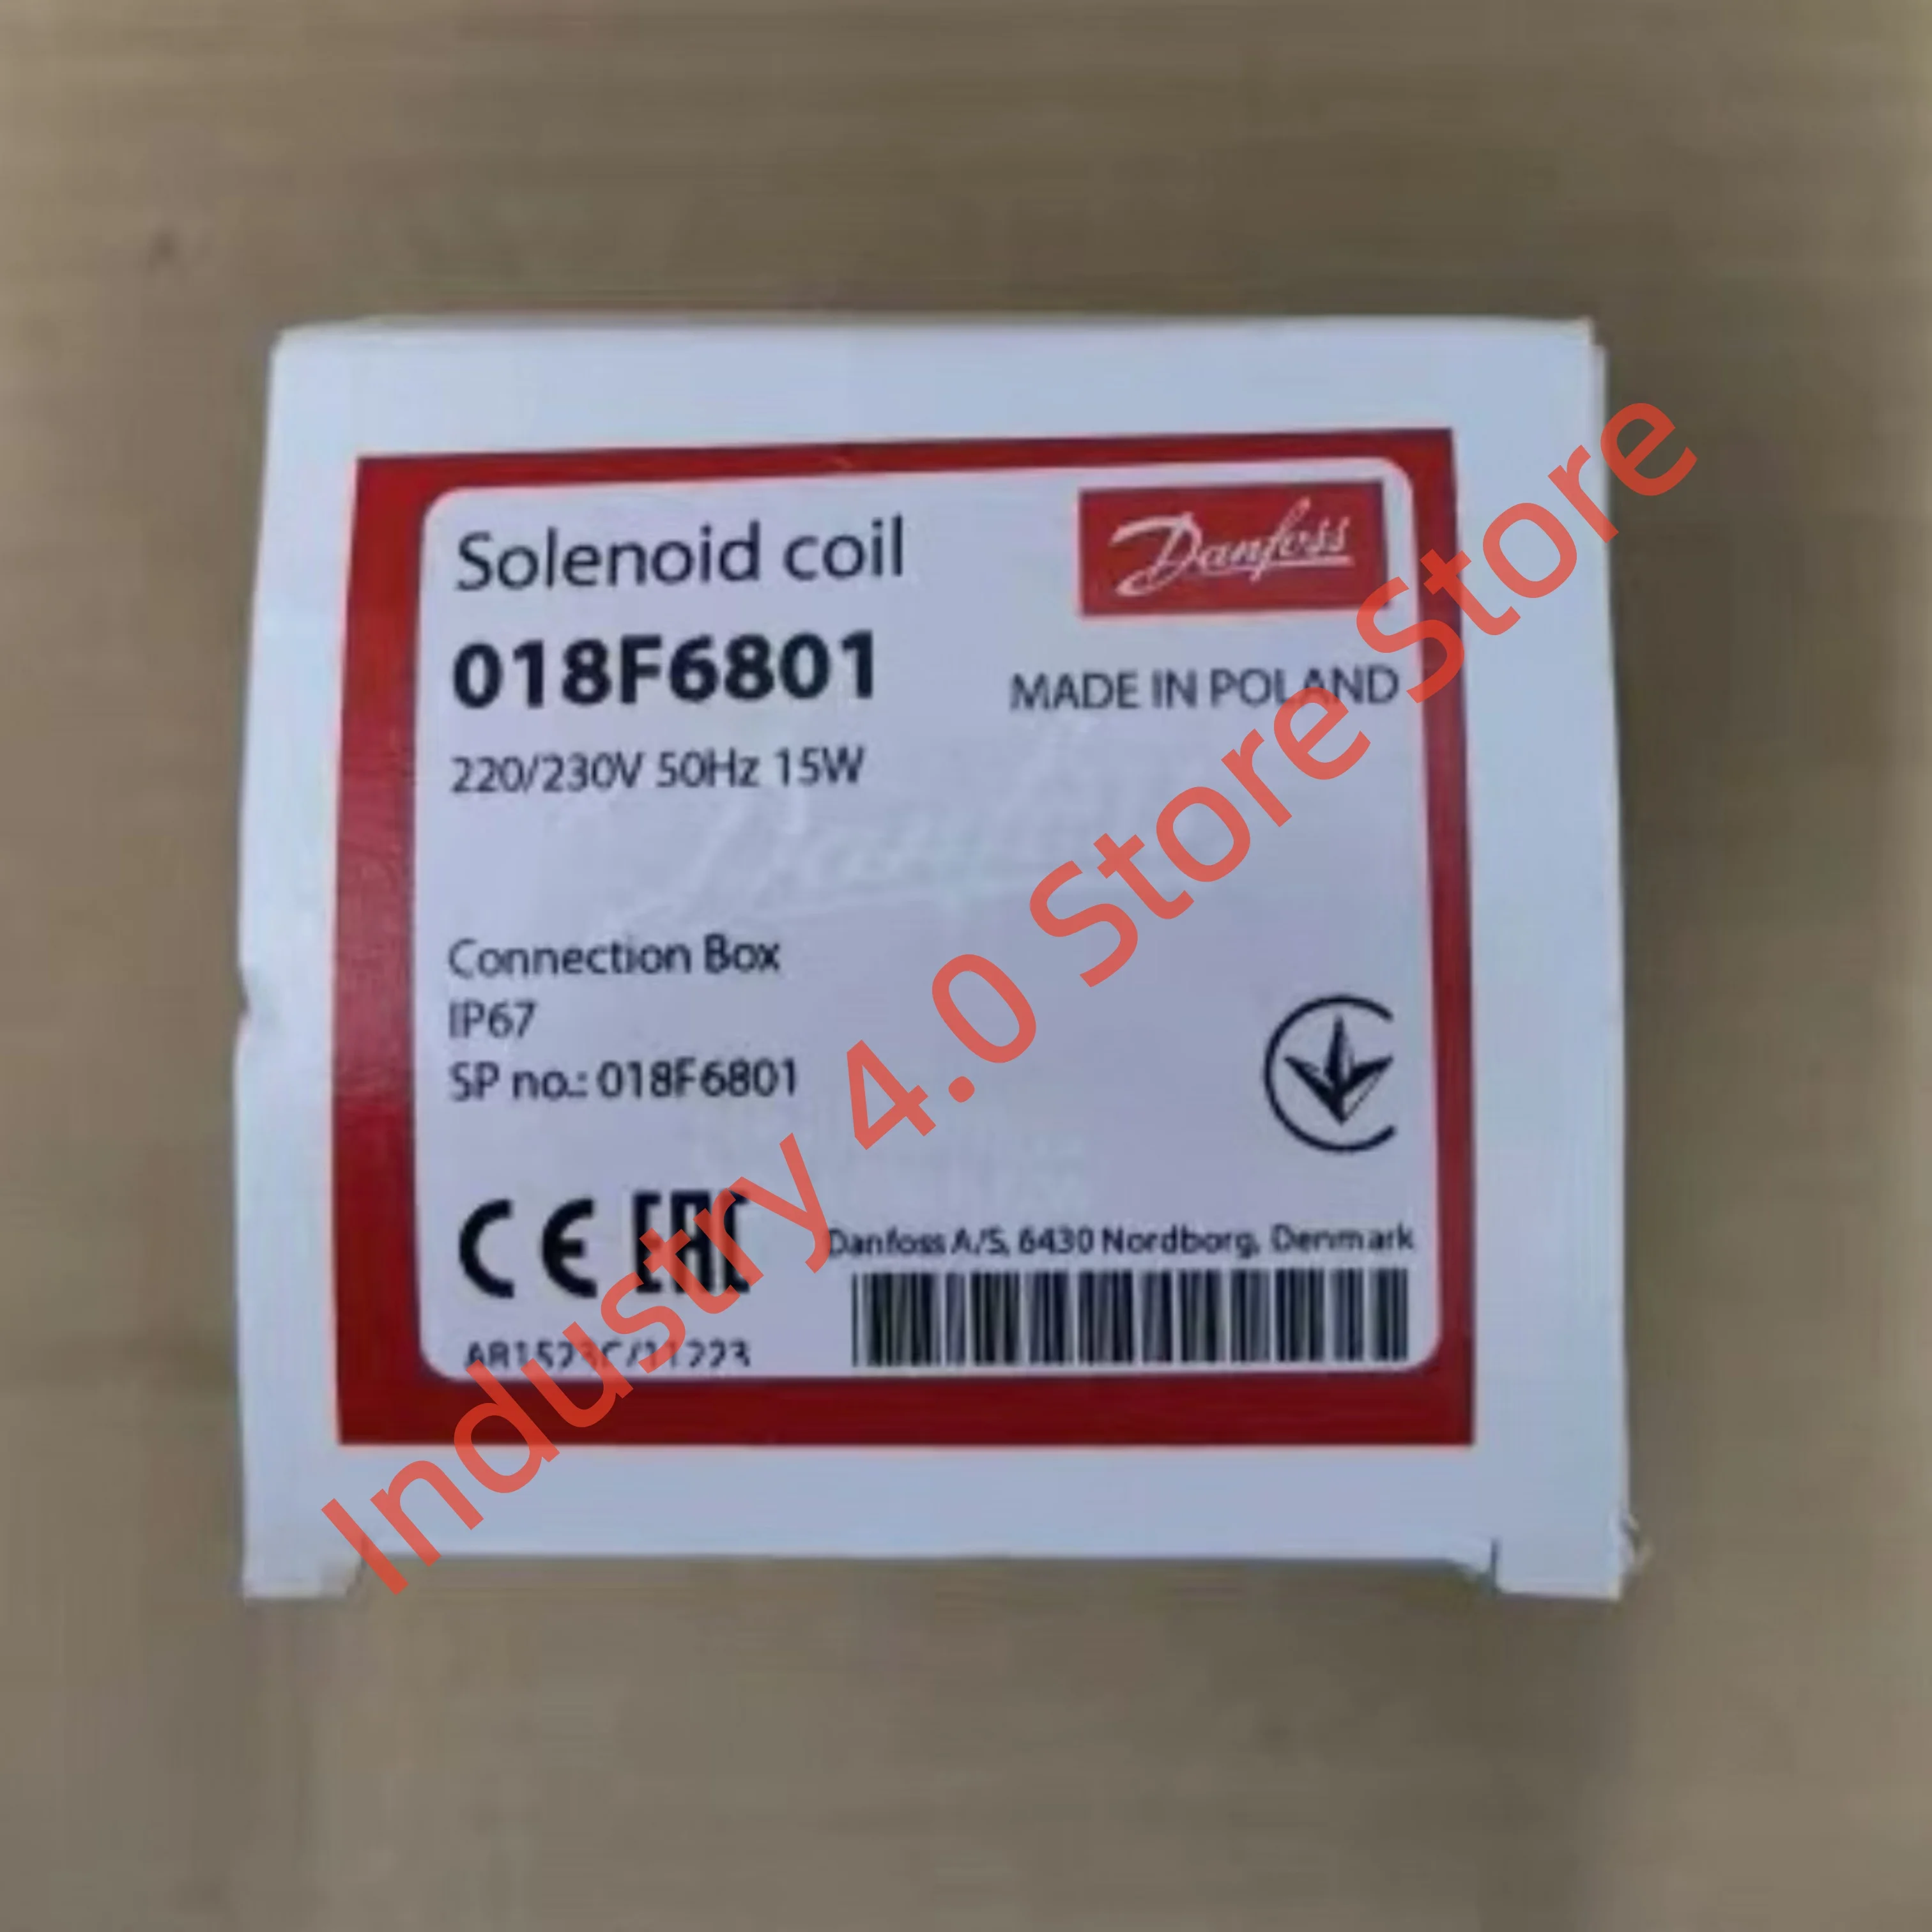 Solenoid coil
Danfoss
018F6801
MADE IN POLAND
220/230V 50Hz 15W
Connection Box
IP67
SP no.: 018F6801
CE EAC
Danfoss A/S, 6430 Nordborg, Denmark
Industry 4.0 Store Store